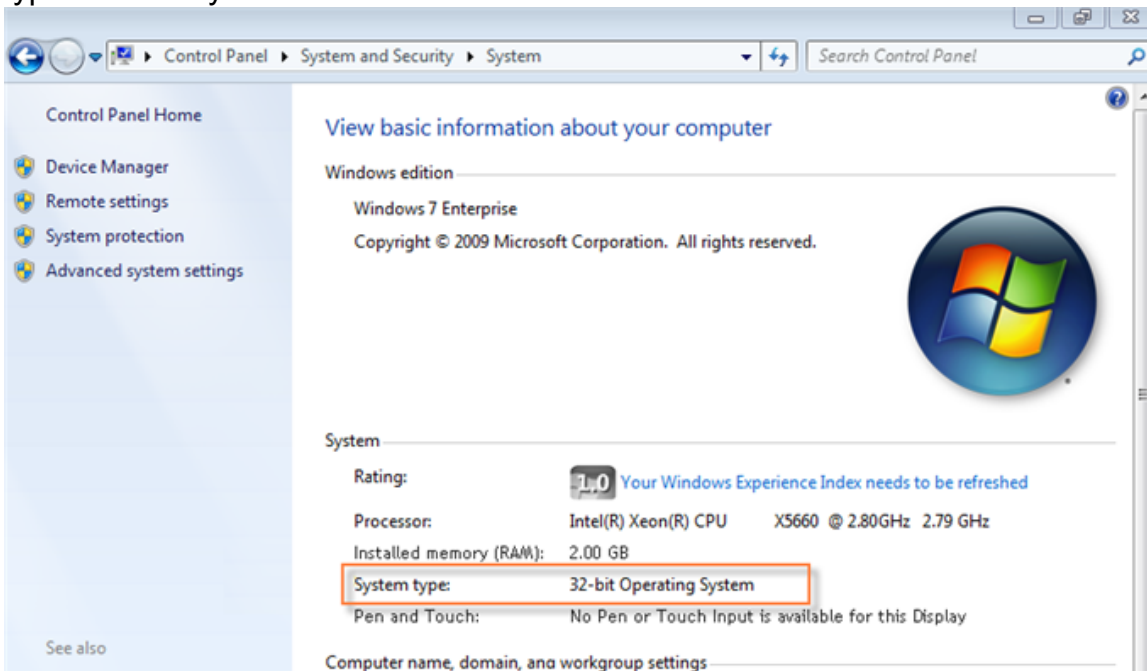 Control Panel ▸ System and Security ▸ System
Search Control Panel
Control Panel Home
Device Manager
Remote settings
System protection
Advanced system settings
See also
View basic information about your computer
Windows edition
Windows 7 Enterprise
Copyright © 2009 Microsoft Corporation. All rights reserved.
System
Rating: 1.0 Your Windows Experience Index needs to be refreshed
Processor: Intel(R) Xeon(R) CPU X5660 @ 2.80GHz 2.79 GHz
Installed memory (RAM): 2.00 GB
System type: 32-bit Operating System
Pen and Touch: No Pen or Touch Input is available for this Display
Computer name, domain, and workgroup settings